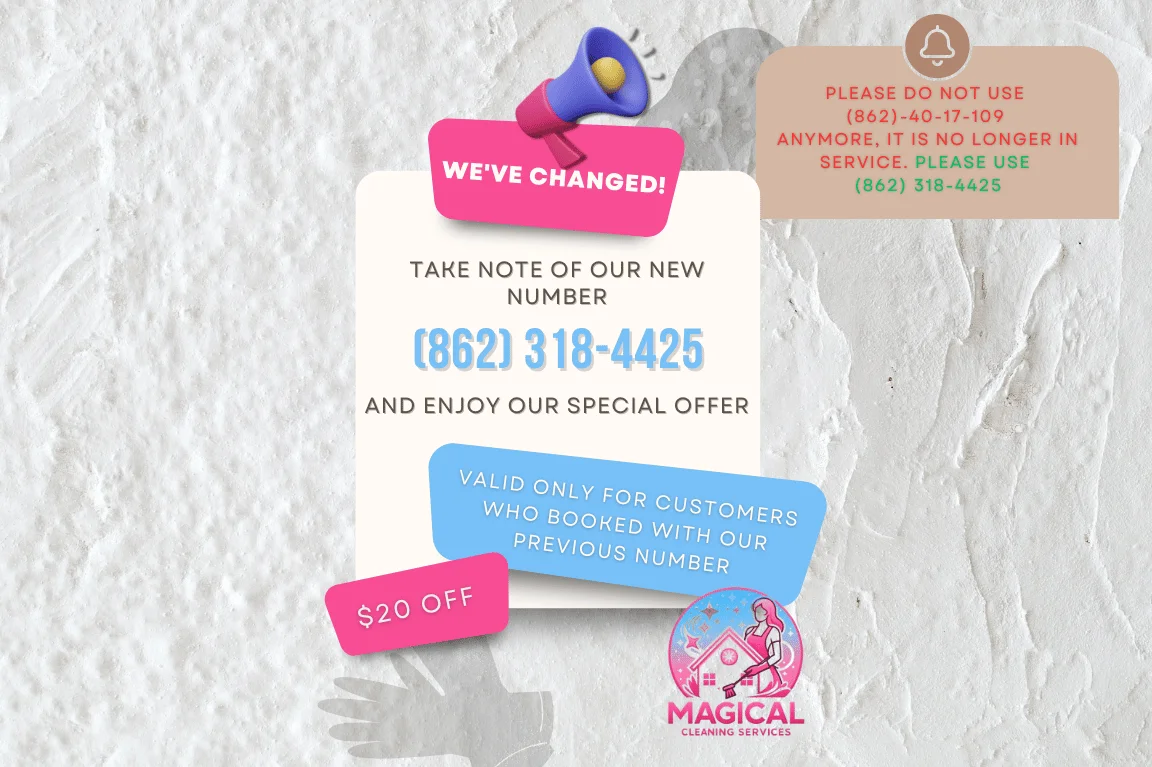 WE'VE CHANGED!
TAKE NOTE OF OUR NEW
NUMBER
(862) 318-4425
AND ENJOY OUR SPECIAL OFFER
VALID ONLY FOR CUSTOMERS
WHO BOOKED WITH OUR
PREVIOUS NUMBER
$20 OFF
MAGICAL
CLEANING SERVICES
PLEASE DO NOT USE
(862)-40-17-109
ANYMORE, IT IS NO LONGER IN
SERVICE. PLEASE USE
(862) 318-4425